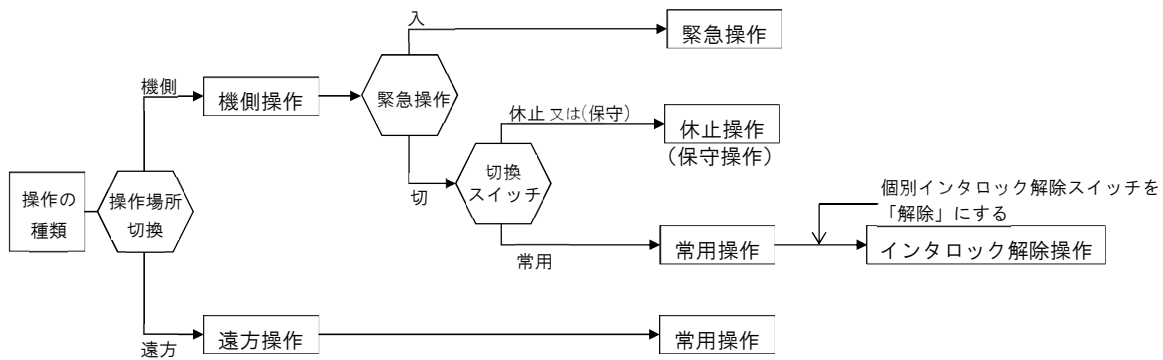 操作の
種類
操作場所
切換
機側
機側操作
緊急操作
入
緊急操作
切
切換
スイッチ
休止 又は(保守)
休止操作
（保守操作）
常用
常用操作
個別インタロック解除スイッチを
「解除」にする
インタロック解除操作
遠方
遠方操作
常用操作